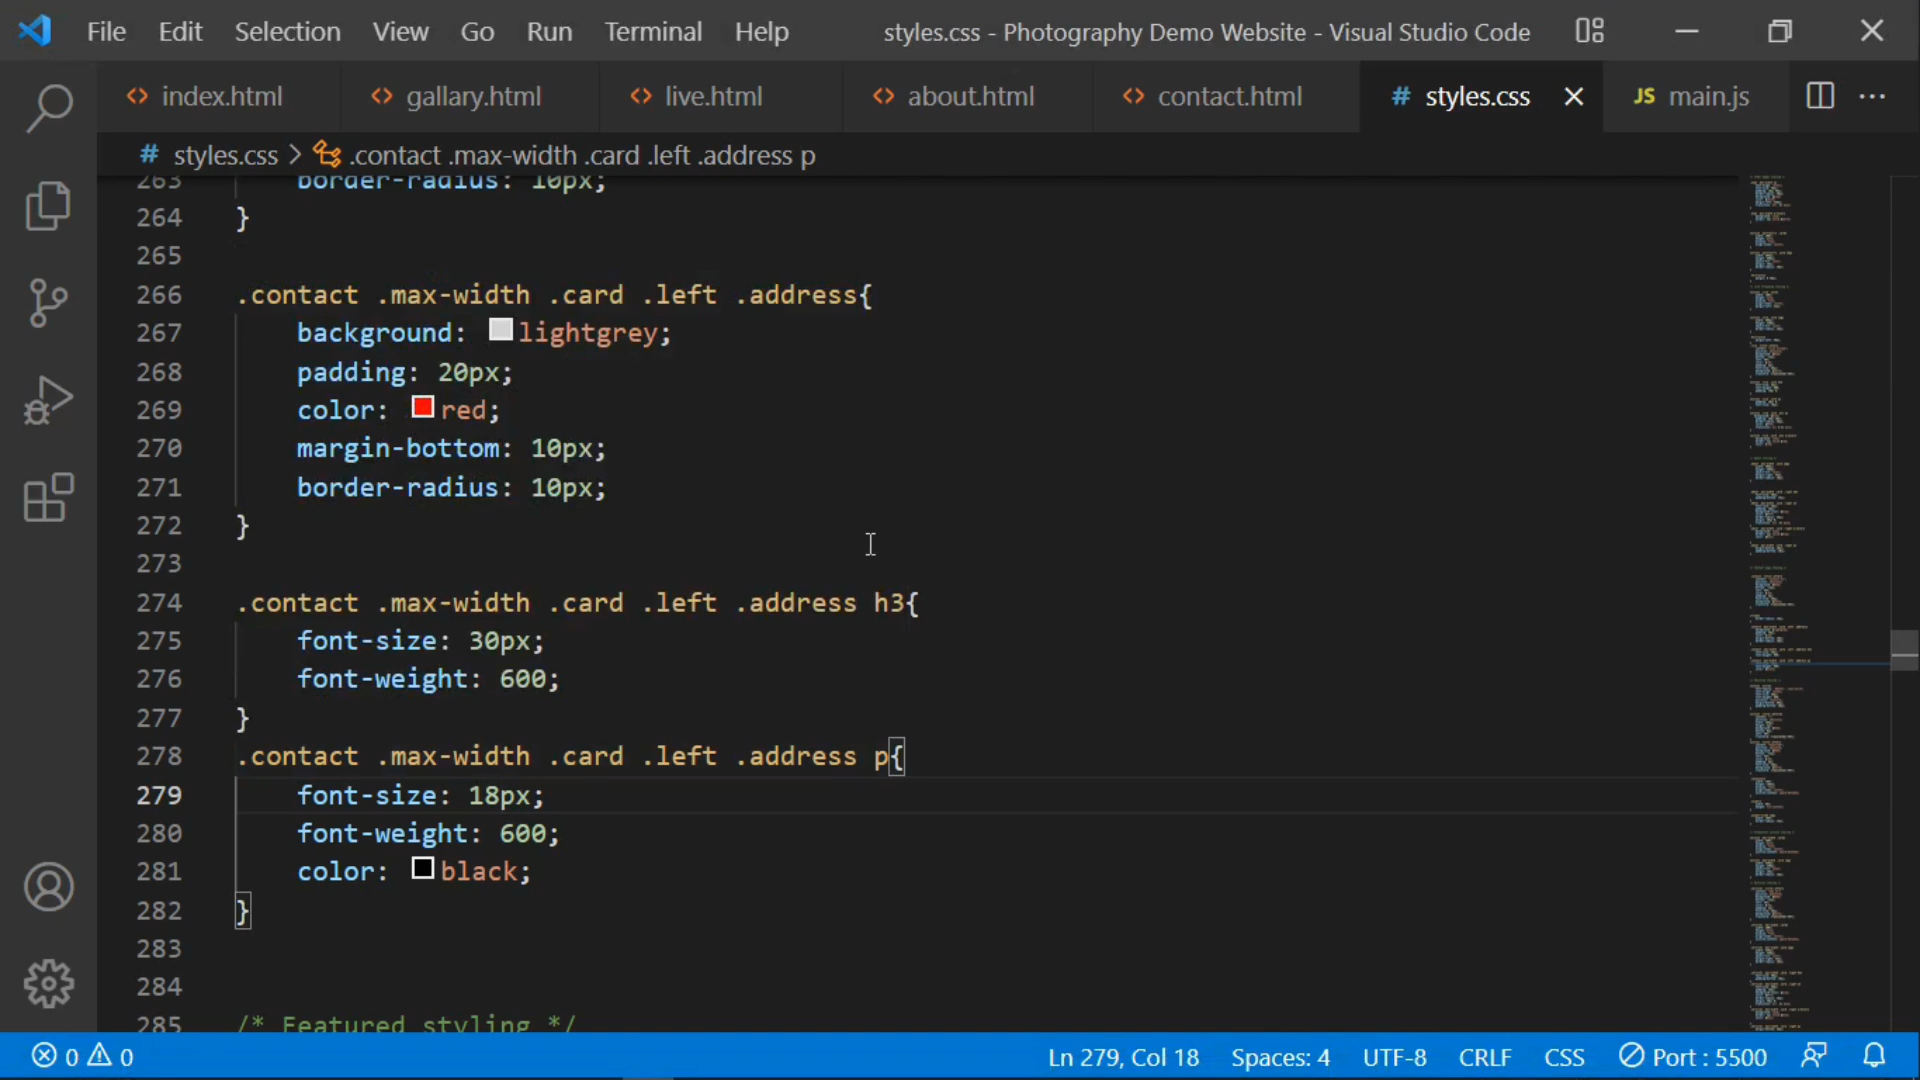 File Edit Selection View Go Run Terminal Help styles.css - Photography Demo Website - Visual Studio Code
index.html gallary.html live.html about.html contact.html # styles.css JS main.js ···
# styles.css > .contact .max-width .card .left .address p
263 border-radius: 10px;
264 }
265
266 .contact .max-width .card .left .address{
267 background: lightgrey;
268 padding: 20px;
269 color: red;
270 margin-bottom: 10px;
271 border-radius: 10px;
272 }
273
274 .contact .max-width .card .left .address h3{
275 font-size: 30px;
276 font-weight: 600;
277 }
278 .contact .max-width .card .left .address p{
279 font-size: 18px;
280 font-weight: 600;
281 color: black;
282 }
283
284
285 /* Featured styling */
0 0 Ln 279, Col 18 Spaces: 4 UTF-8 CRLF CSS Port : 5500